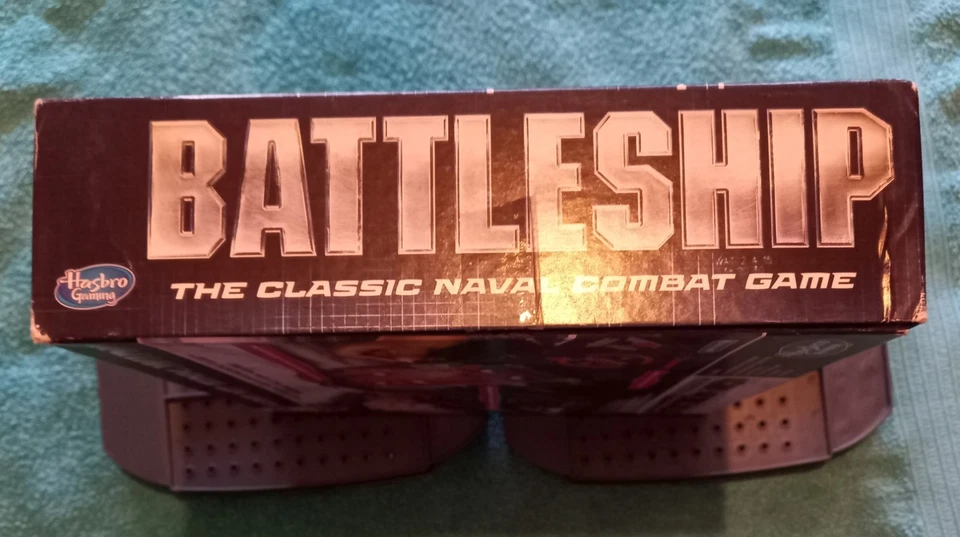 BATTLESHIP
Hasbro
Gaming
THE CLASSIC NAVAL COMBAT GAME